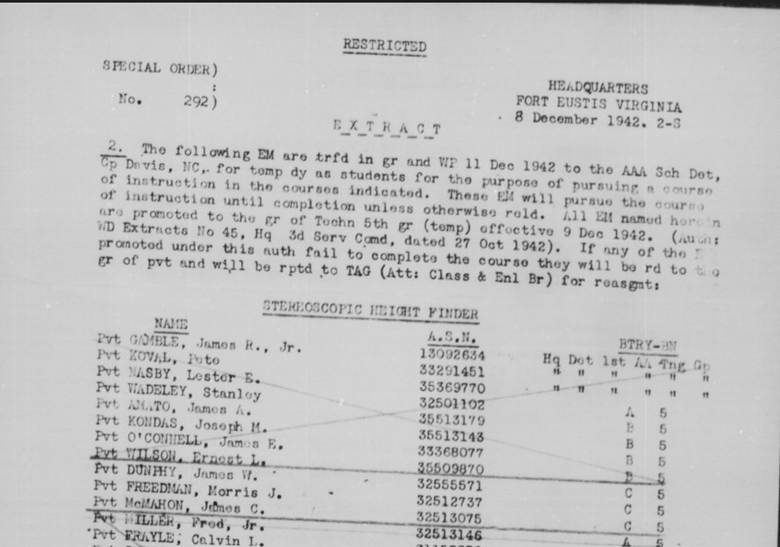 RESTRICTED
SPECIAL ORDER)
:
No. 292)
HEADQUARTERS
FORT EUSTIS VIRGINIA
8 December 1942. 2-S
E X T R A C T
2. The following EM are trfd in gr and WP 11 Dec 1942 to the AAA Sch Det,
Cp Davis, NC, for temp dy as students for the purpose of pursuing a course
of instruction in the courses indicated. These EM will pursue the course
of instruction until completion unless otherwise reld. All EM named herein
are promoted to the gr of Techn 5th gr (temp) effective 9 Dec 1942. (Auth:
WD Extracts No 45, Hq 3d Serv Comd, dated 27 Oct 1942). If any of the
promoted under this auth fail to complete the course they will be rd to the
gr of pvt and will be rptd to TAG (Att: Class & Enl Br) for reasgmt:
STEREOSCOPIC HEIGHT FINDER
NAME A.S.N. BTRY-BN
Pvt GAMBLE, James R., Jr. 13092634 Hq Det 1st AA Tng Gp
Pvt KOVAL, Pete 33291451 " " " " " "
Pvt MASBY, Lester E. 35369770 " " " " " "
Pvt WADELEY, Stanley 32501102 A 5
Pvt AMATO, James A. 35513179 B 5
Pvt KONDAS, Joseph M. 35513143 B 5
Pvt O'CONNELL, James E. 33368077 B 5
Pvt WILSON, Ernest L. 35509870 B 5
Pvt DUNPHY, James W. 32555571 C 5
Pvt FREEDMAN, Morris J. 32512737 C 5
Pvt McMAHON, James C. 32513075 C 5
Pvt MILLER, Fred, Jr. 32513146 A 5
Pvt FRAYLE, Calvin L.